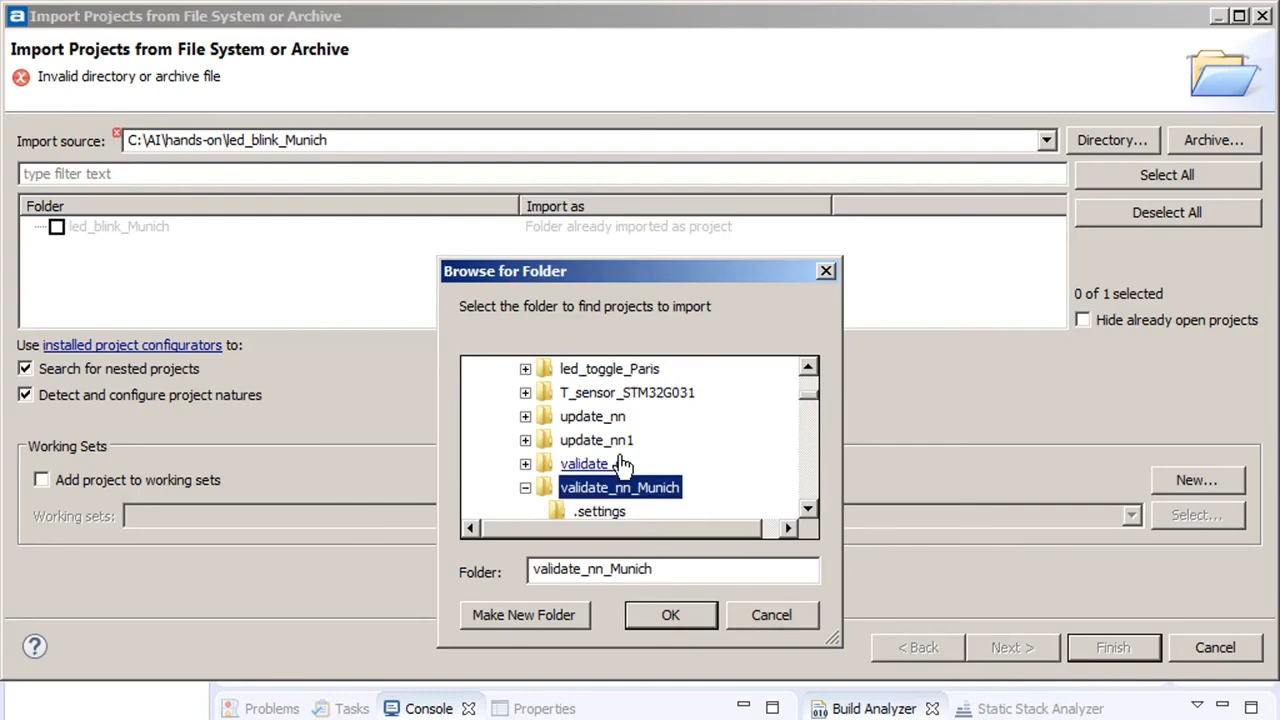 Import Projects from File System or Archive
Import Projects from File System or Archive
Invalid directory or archive file
Import source: C:\AI\hands-on\led_blink_Munich Directory... Archive...
type filter text Select All
Folder Import as Deselect All
led_blink_Munich Folder already imported as project
Browse for Folder
Select the folder to find projects to import
0 of 1 selected
Hide already open projects
Use installed project configurators to:
Search for nested projects
Detect and configure project natures
led_toggle_Paris
T_sensor_STM32G031
update_nn
update_nn1
validate
validate_nn_Munich
.settings
Working Sets
Add project to working sets New...
Working sets: Select...
Folder: validate_nn_Munich
Make New Folder OK Cancel
? < Back Next > Finish Cancel
Problems Tasks Console Properties Build Analyzer Static Stack Analyzer